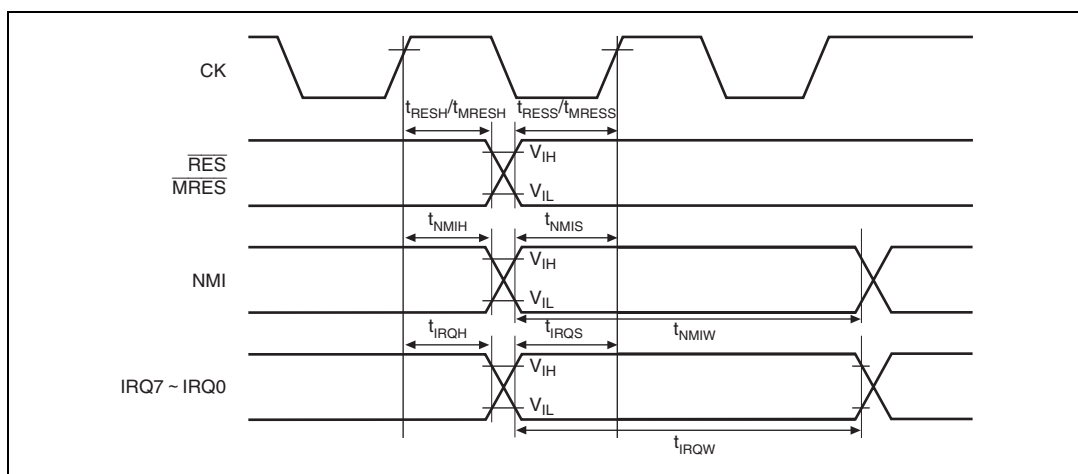 CK
tRESH/tMRESH tRESS/tMRESS
RES
MRES
VIH
VIL
tNMIH tNMIS
NMI
VIH
VIL
tNMIW
tIRQH tIRQS
IRQ7 ~ IRQ0
VIH
VIL
tIRQW